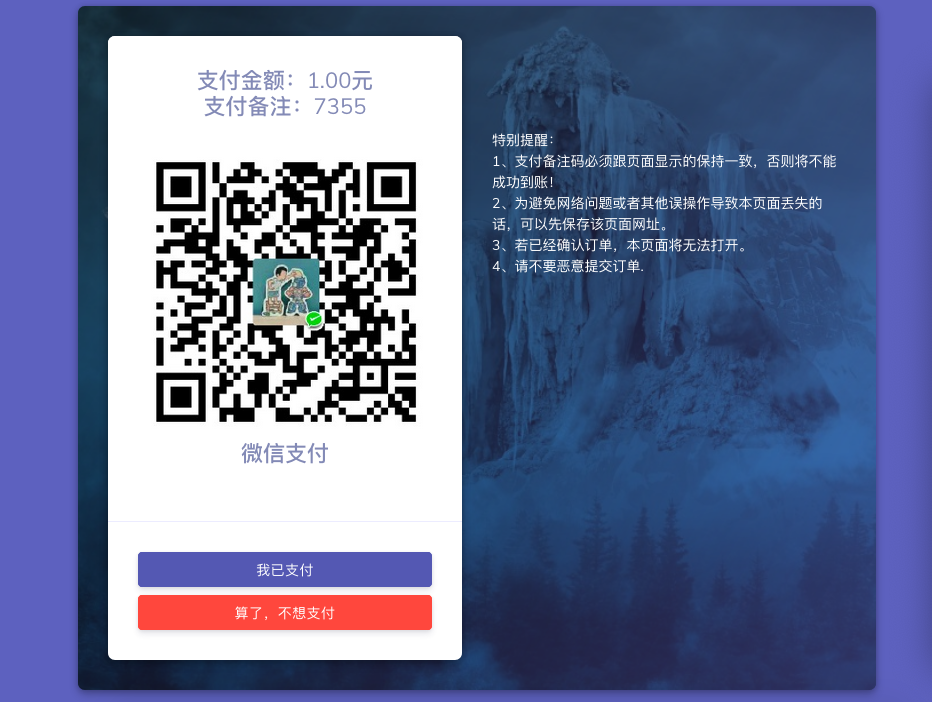 支付金额：1.00元
支付备注：7355
微信支付
我已支付
算了，不想支付
特别提醒：
1、支付备注码必须跟页面显示的保持一致，否则将不能
成功到账！
2、为避免网络问题或者其他误操作导致本页面丢失的
话，可以先保存该页面网址。
3、若已经确认订单，本页面将无法打开。
4、请不要恶意提交订单.